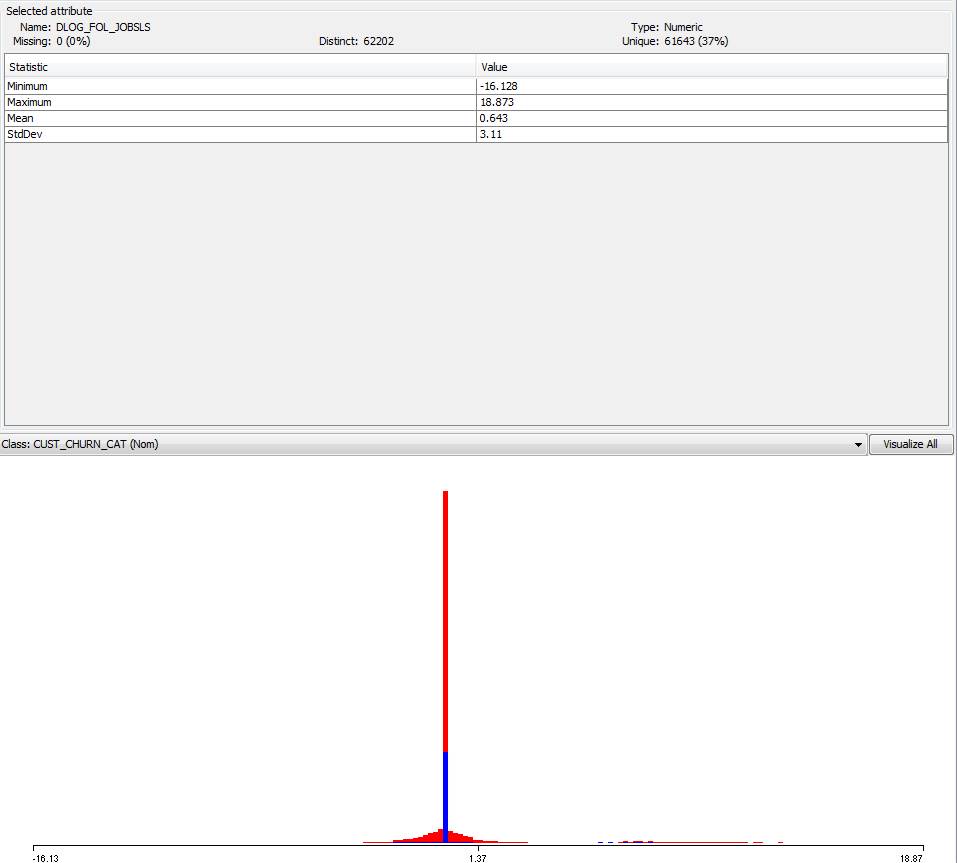 Selected attribute
Name: DLOG_FOL_JOBSLS Type: Numeric
Missing: 0 (0%) Distinct: 62202 Unique: 61643 (37%)
Statistic Value
Minimum -16.128
Maximum 18.873
Mean 0.643
StdDev 3.11
Class: CUST_CHURN_CAT (Nom) Visualize All
-16.13 1.37 18.87